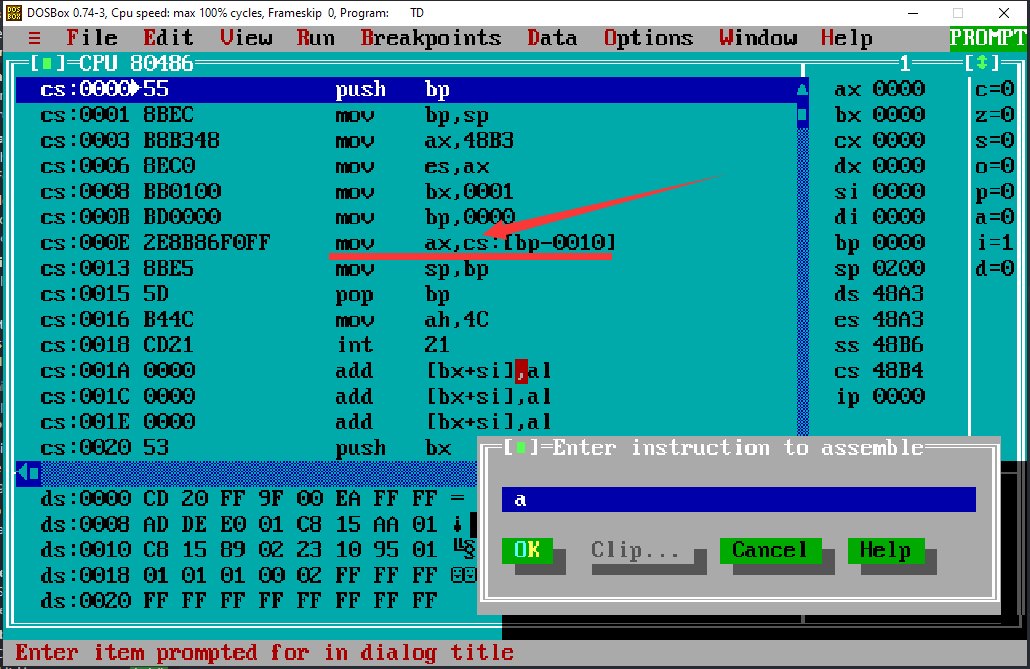 DOSBox 0.74-3, Cpu speed: max 100% cycles, Frameskip 0, Program: TD
≡ File Edit View Run Breakpoints Data Options Window Help PROMPT
[■]=CPU 80486 1 [↕]
cs:0000►55 push bp ax 0000 c=0
cs:0001 8BEC mov bp,sp bx 0000 z=0
cs:0003 B8B348 mov ax,48B3 cx 0000 s=0
cs:0006 8EC0 mov es,ax dx 0000 o=0
cs:0008 BB0100 mov bx,0001 si 0000 p=0
cs:000B BD0000 mov bp,0000 di 0000 a=0
cs:000E 2E8B86F0FF mov ax,cs:[bp-0010] bp 0000 i=1
cs:0013 8BE5 mov sp,bp sp 0200 d=0
cs:0015 5D pop bp ds 48A3
cs:0016 B44C mov ah,4C es 48A3
cs:0018 CD21 int 21 ss 48B6
cs:001A 0000 add [bx+si],al cs 48B4
cs:001C 0000 add [bx+si],al ip 0000
cs:001E 0000 add [bx+si],al
cs:0020 53 push bx
[■]=Enter instruction to assemble
a
OK Clip... Cancel Help
ds:0000 CD 20 FF 9F 00 EA FF FF =
ds:0008 AD DE E0 01 C8 15 AA 01 ¡
ds:0010 C8 15 89 02 23 10 95 01 ╚§
ds:0018 01 01 01 00 02 FF FF FF ☺☺
ds:0020 FF FF FF FF FF FF FF FF
Enter item prompted for in dialog title